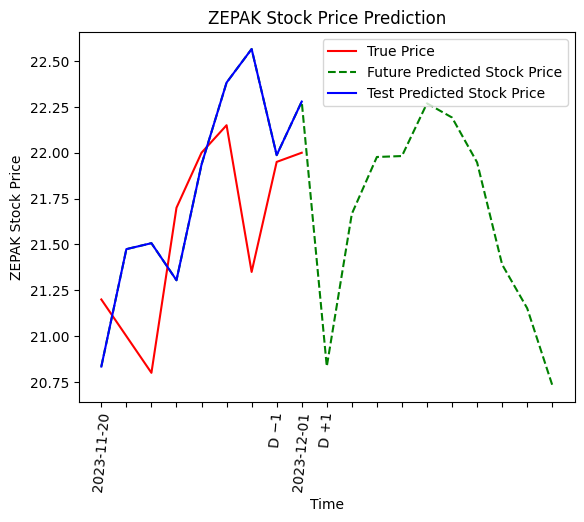 ZEPAK Stock Price Prediction
True Price
Future Predicted Stock Price
Test Predicted Stock Price
ZEPAK Stock Price
22.50
22.25
22.00
21.75
21.50
21.25
21.00
20.75
2023-11-20
D −1
2023-12-01
D +1
Time